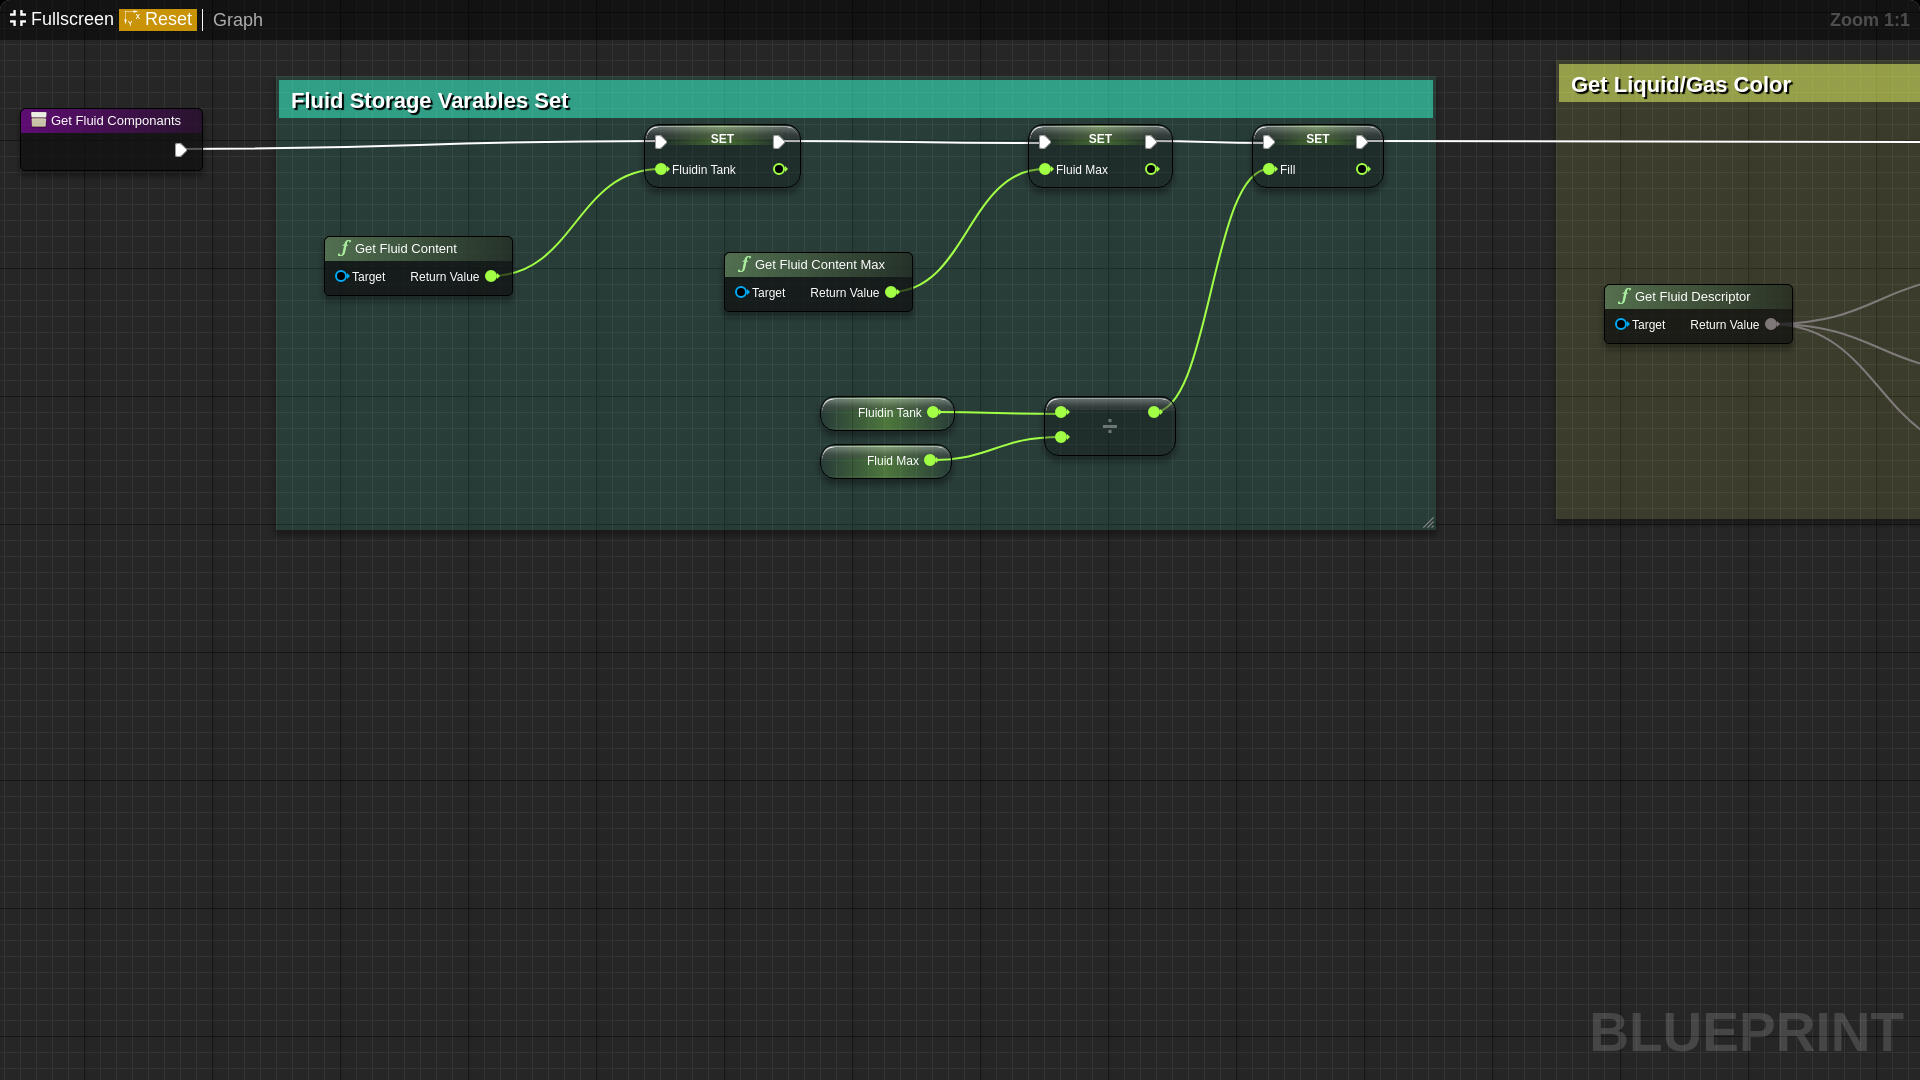 Fullscreen Reset Graph Zoom 1:1
Fluid Storage Varables Set
Get Liquid/Gas Color
Get Fluid Componants
SET
SET
SET
Fluidin Tank
Fluid Max
Fill
Get Fluid Content
Target Return Value
Get Fluid Content Max
Target Return Value
Get Fluid Descriptor
Target Return Value
Fluidin Tank
÷
Fluid Max
BLUEPRINT